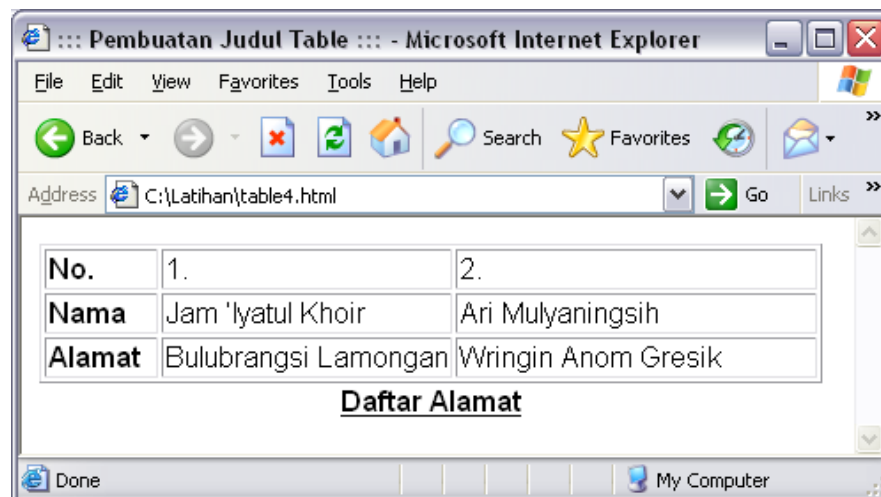 ::: Pembuatan Judul Table ::: - Microsoft Internet Explorer
File Edit View Favorites Tools Help
Back Search Favorites »
Address C:\Latihan\table4.html Go Links »
No. 1. 2.
Nama Jam 'Iyatul Khoir Ari Mulyaningsih
Alamat Bulubrangsi Lamongan Wringin Anom Gresik
Daftar Alamat
Done My Computer